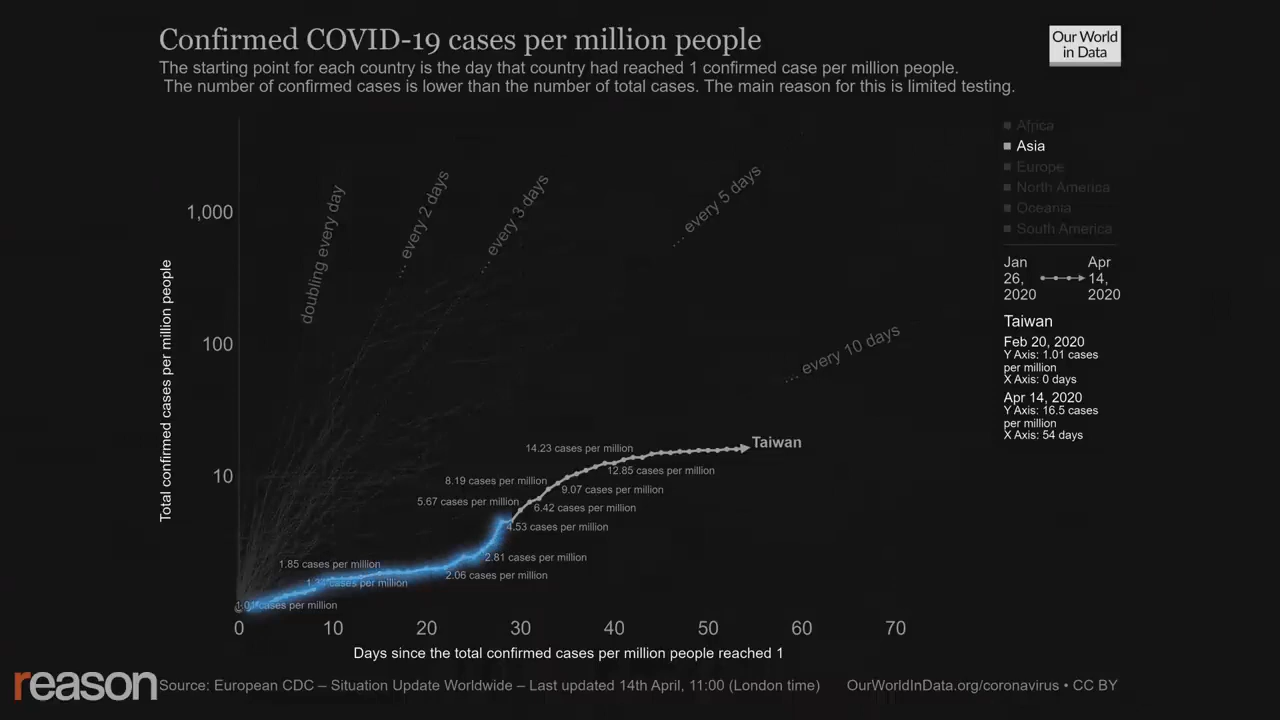 Confirmed COVID-19 cases per million people
Our World
in Data
The starting point for each country is the day that country had reached 1 confirmed case per million people.
The number of confirmed cases is lower than the number of total cases. The main reason for this is limited testing.
Africa
Asia
Europe
North America
Oceania
South America
Jan
26,
2020
Apr
14,
2020
Taiwan
Feb 20, 2020
Y Axis: 1.01 cases
per million
X Axis: 0 days
Apr 14, 2020
Y Axis: 16.5 cases
per million
X Axis: 54 days
Total confirmed cases per million people
1,000
100
10
doubling every day
... every 2 days
... every 3 days
... every 5 days
... every 10 days
Taiwan
14.23 cases per million
12.85 cases per million
8.19 cases per million
9.07 cases per million
5.67 cases per million
6.42 cases per million
4.53 cases per million
2.81 cases per million
1.85 cases per million
2.06 cases per million
cases per million
1.01 cases per million
0
10
20
30
40
50
60
70
Days since the total confirmed cases per million people reached 1
reason
Source: European CDC – Situation Update Worldwide – Last updated 14th April, 11:00 (London time)
OurWorldInData.org/coronavirus • CC BY